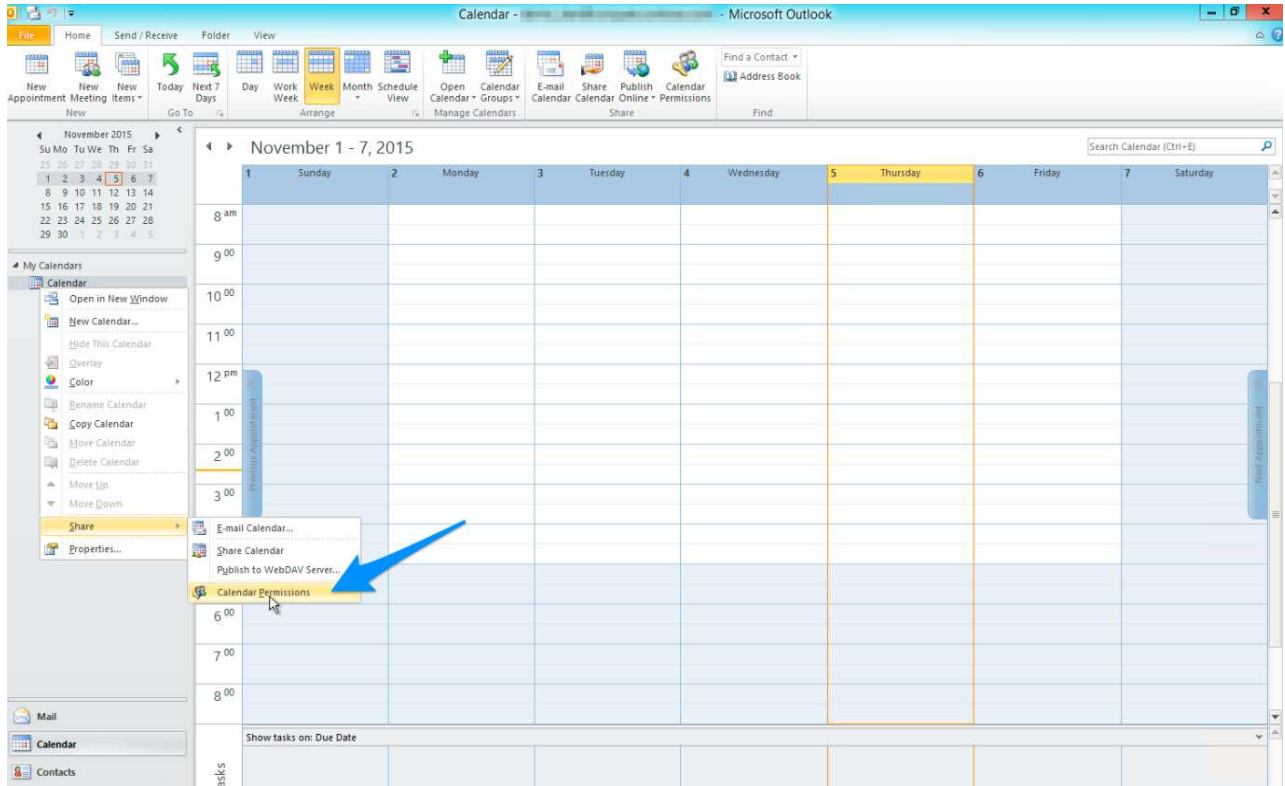 Calendar - - Microsoft Outlook
File Home Send / Receive Folder View
New Appointment
New Meeting
New Items
New
Today
Next 7 Days
Go To
Day
Work Week
Week
Month
Schedule View
Arrange
Open Calendar
Calendar Groups
Manage Calendars
E-mail Calendar
Share Calendar
Publish Online
Calendar Permissions
Share
Find a Contact
Address Book
Find
November 2015
Su Mo Tu We Th Fr Sa
25 26 27 28 29 30 31
1 2 3 4 5 6 7
8 9 10 11 12 13 14
15 16 17 18 19 20 21
22 23 24 25 26 27 28
29 30 1 2 3 4 5
My Calendars
Calendar
Open in New Window
New Calendar...
Hide This Calendar
Overlay
Color
Rename Calendar
Copy Calendar
Move Calendar
Delete Calendar
Move Up
Move Down
Share
Properties...
E-mail Calendar...
Share Calendar
Publish to WebDAV Server...
Calendar Permissions
November 1 - 7, 2015
Search Calendar (Ctrl+E)
1 Sunday 2 Monday 3 Tuesday 4 Wednesday 5 Thursday 6 Friday 7 Saturday
8 am
9 00
10 00
11 00
12 pm
1 00
2 00
3 00
6 00
7 00
8 00
Previous Appointment
Next Appointment
Mail
Calendar
Contacts
Show tasks on: Due Date